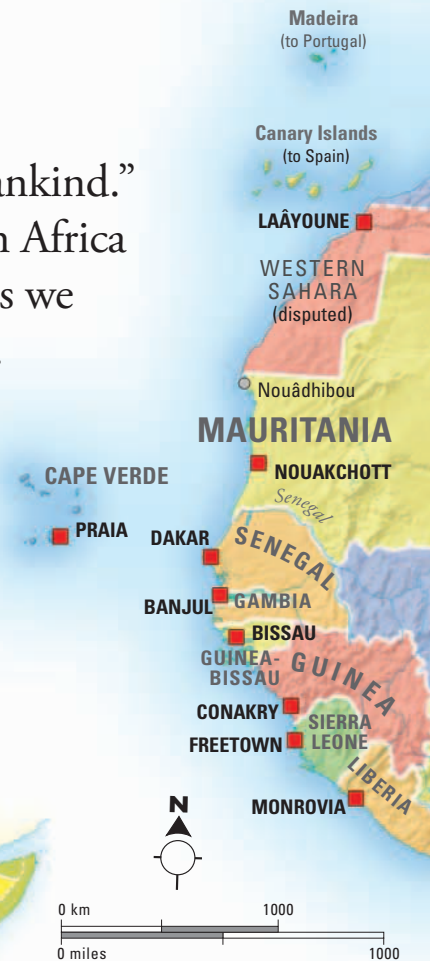 Madeira
(to Portugal)
ankind.”
n Africa
s we
Canary Islands
(to Spain)
LAÂYOUNE
WESTERN
SAHARA
(disputed)
Nouâdhibou
MAURITANIA
NOUAKCHOTT
Senegal
CAPE VERDE
PRAIA
DAKAR
SENEGAL
BANJUL
GAMBIA
BISSAU
GUINEA-
BISSAU
GUINEA
CONAKRY
SIERRA
LEONE
FREETOWN
LIBERIA
MONROVIA
N
0 km 1000
0 miles 1000